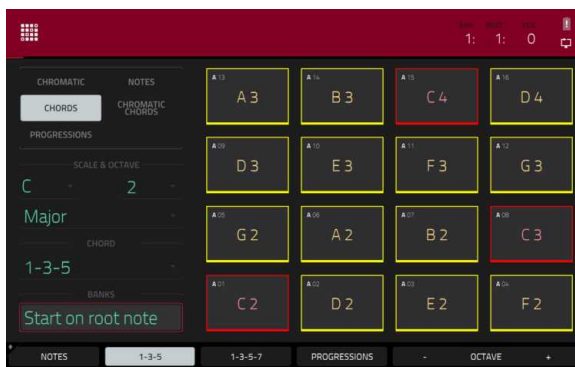 1: 1: 0
!
CHROMATIC NOTES
CHORDS CHROMATIC CHORDS
PROGRESSIONS
SCALE & OCTAVE
C 2
Major
CHORD
1-3-5
BANKS
Start on root note
A 13 A 14 A 15 A 16
A 3 B 3 C 4 D 4
A 09 A 10 A 11 A 12
D 3 E 3 F 3 G 3
A 05 A 06 A 07 A 08
G 2 A 2 B 2 C 3
A 01 A 02 A 03 A 04
C 2 D 2 E 2 F 2
NOTES 1-3-5 1-3-5-7 PROGRESSIONS - OCTAVE +